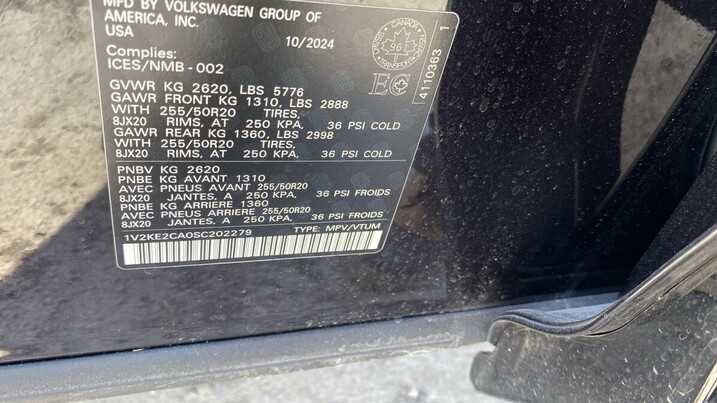 MFD BY VOLKSWAGEN GROUP OF
AMERICA, INC.
USA
10/2024
Complies:
ICES/NMB - 002
GVWR KG 2620, LBS 5776
GAWR FRONT KG 1310, LBS 2888
WITH 255/50R20 TIRES,
8JX20 RIMS, AT 250 KPA, 36 PSI COLD
GAWR REAR KG 1360, LBS 2998
WITH 255/50R20 TIRES,
8JX20 RIMS, AT 250 KPA, 36 PSI COLD
PNBV KG 2620
PNBE KG AVANT 1310
AVEC PNEUS AVANT 255/50R20
8JX20 JANTES, A 250 KPA, 36 PSI FROIDS
PNBE KG ARRIERE 1360
AVEC PNEUS ARRIERE 255/50R20
8JX20 JANTES, A 250 KPA, 36 PSI FROIDS
1V2KE2CA0SC202279 TYPE: MPV/VTUM
CANADA
96
TRANSPORT
EC
4110363 1